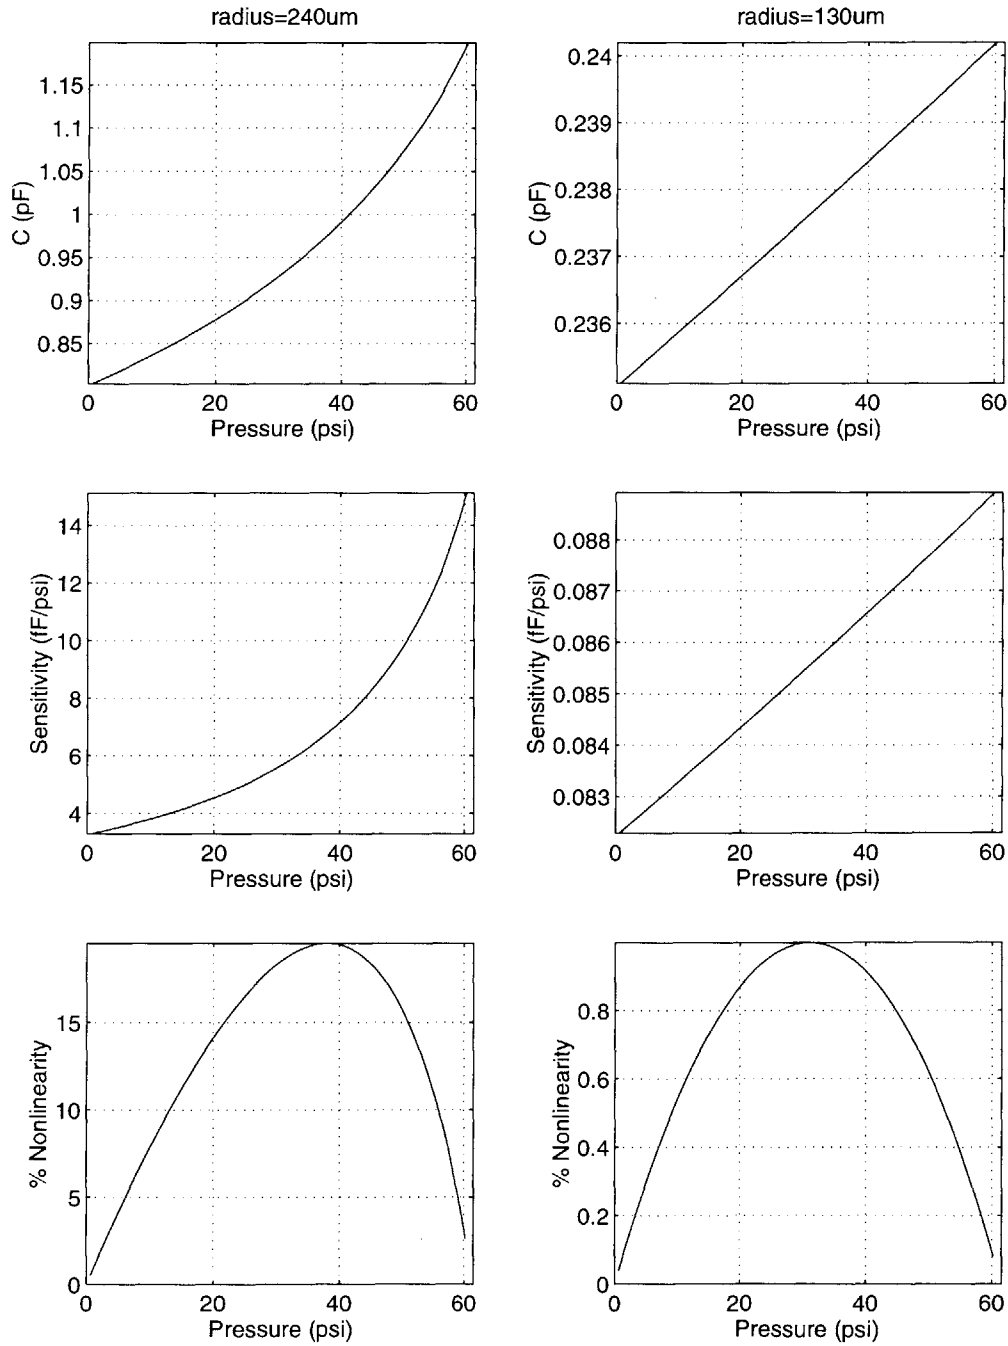 radius=240um
1.15
1.1
1.05
1
0.95
0.9
0.85
C (pF)
0 20 40 60
Pressure (psi)
radius=130um
0.24
0.239
0.238
0.237
0.236
C (pF)
0 20 40 60
Pressure (psi)
14
12
10
8
6
4
Sensitivity (fF/psi)
0 20 40 60
Pressure (psi)
0.088
0.087
0.086
0.085
0.084
0.083
Sensitivity (fF/psi)
0 20 40 60
Pressure (psi)
15
10
5
0
% Nonlinearity
0 20 40 60
Pressure (psi)
0.8
0.6
0.4
0.2
0
% Nonlinearity
0 20 40 60
Pressure (psi)